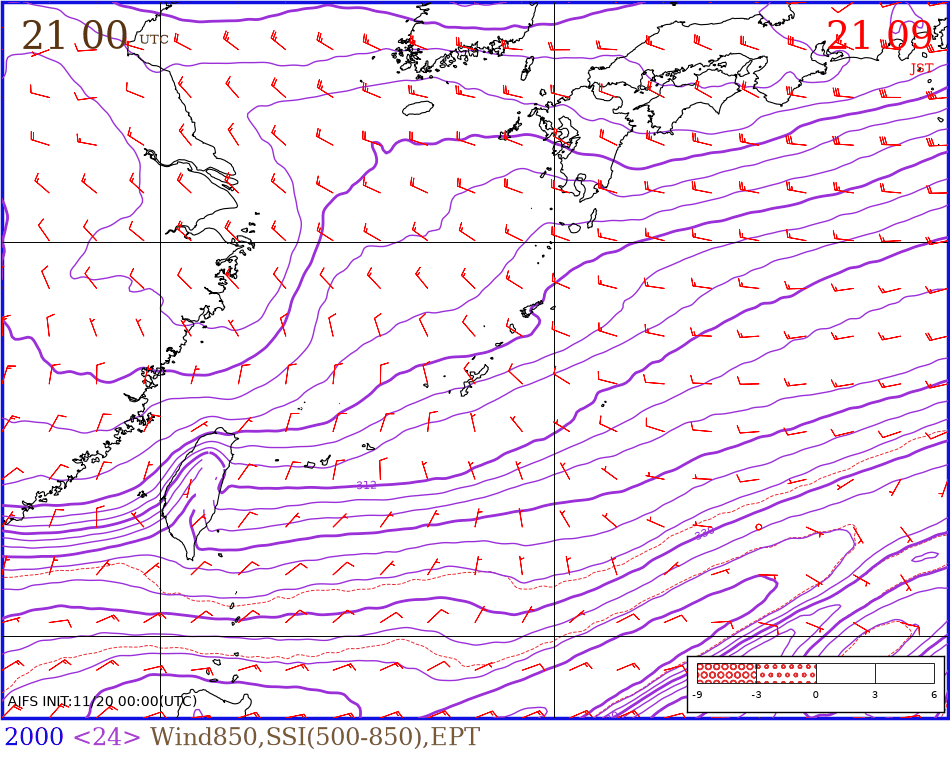 21 00 UTC
21 09
JST
312
330
-9 -3 0 3 6
AIFS INIT:11/20 00:00(UTC)
2000 <24> Wind850,SSI(500-850),EPT